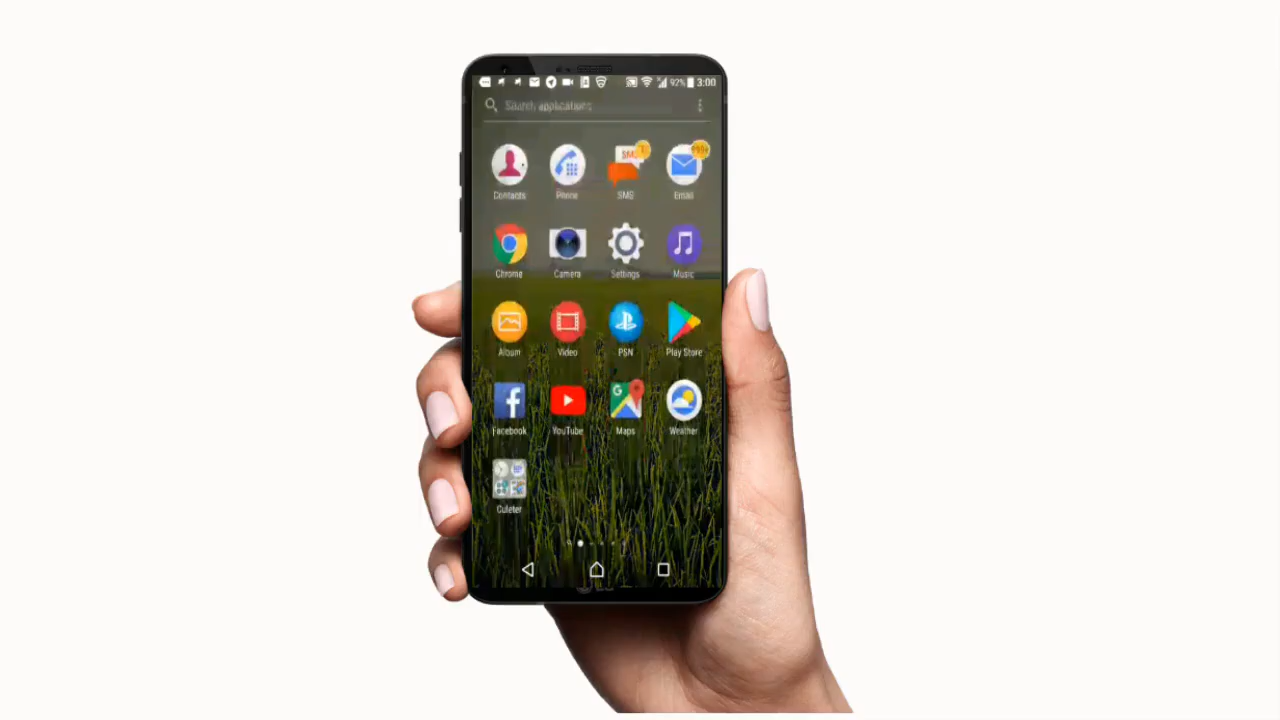 92% 3:00
Search applications
Contacts Phone SMS Email
Chrome Camera Settings Music
Album Video PSN Play Store
Facebook YouTube Maps Weather
Culeter